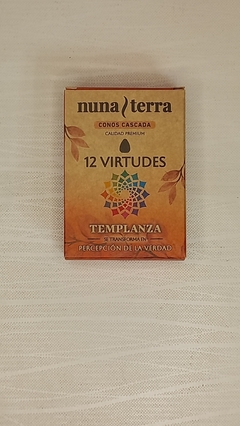 nuna terra
CONOS CASCADA
CALIDAD PREMIUM
12 VIRTUDES
TEMPLANZA
SE TRANSFORMA EN
PERCEPCIÓN DE LA VERDAD